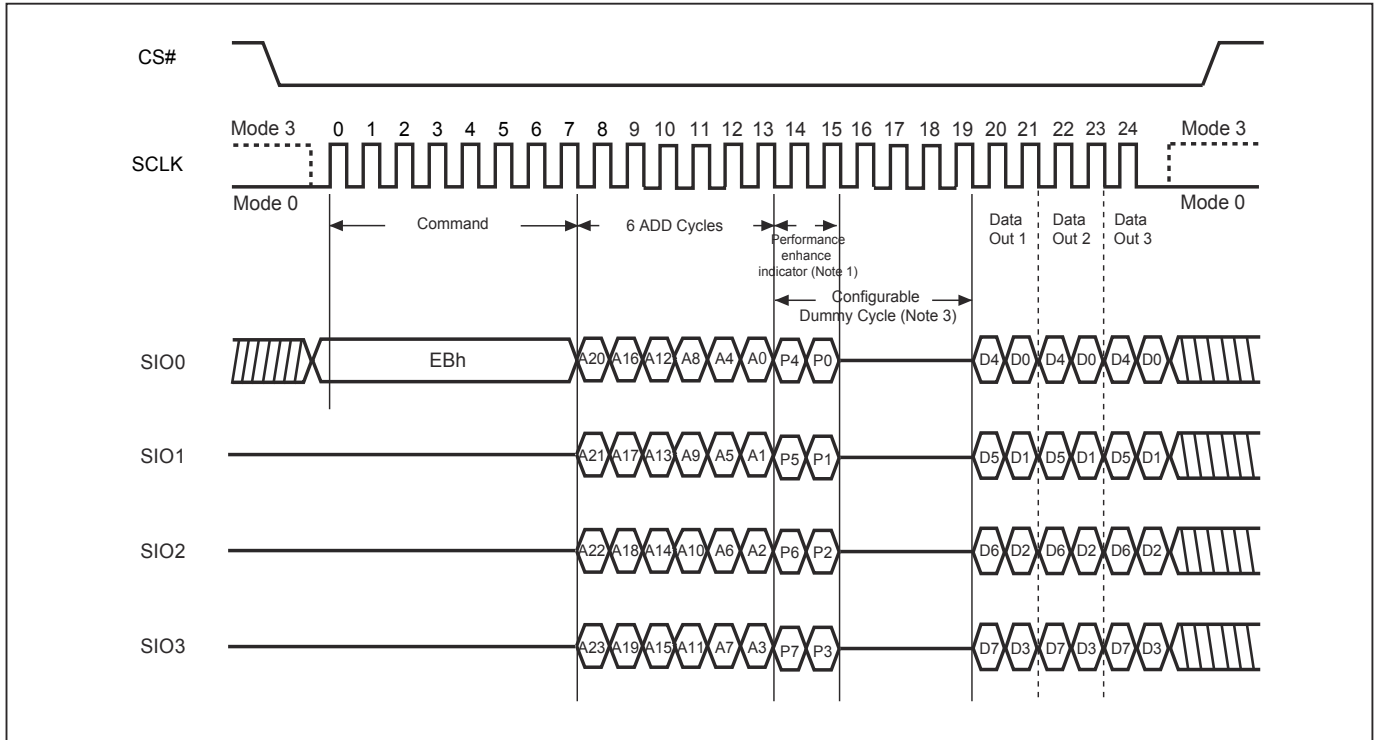 CS#
Mode 3 0 1 2 3 4 5 6 7 8 9 10 11 12 13 14 15 16 17 18 19 20 21 22 23 24 Mode 3
SCLK
Mode 0 Mode 0
Command 6 ADD Cycles Data Data Data
Out 1 Out 2 Out 3
Performance
enhance
indicator (Note 1)
Configurable
Dummy Cycle (Note 3)
SIO0 EBh A20 A16 A12 A8 A4 A0 P4 P0 D4 D0 D4 D0 D4 D0
SIO1 A21 A17 A13 A9 A5 A1 P5 P1 D5 D1 D5 D1 D5 D1
SIO2 A22 A18 A14 A10 A6 A2 P6 P2 D6 D2 D6 D2 D6 D2
SIO3 A23 A19 A15 A11 A7 A3 P7 P3 D7 D3 D7 D3 D7 D3